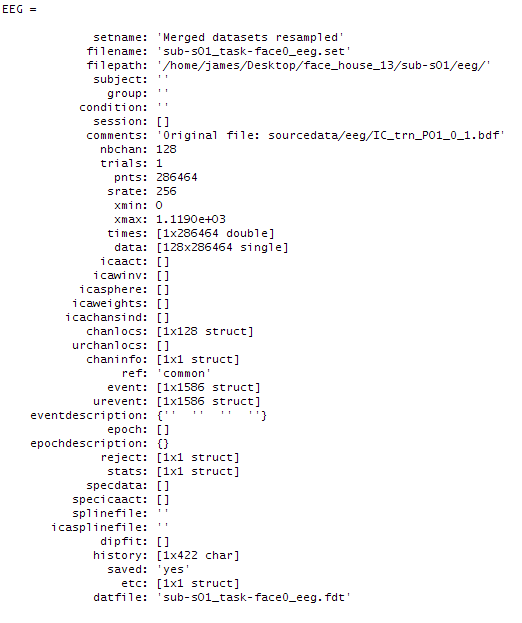 EEG =
setname: 'Merged datasets resampled'
filename: 'sub-s01_task-face0_eeg.set'
filepath: '/home/james/Desktop/face_house_13/sub-s01/eeg/'
subject: ''
group: ''
condition: ''
session: []
comments: 'Original file: sourcedata/eeg/IC_trn_P01_0_1.bdf'
nbchan: 128
trials: 1
pnts: 286464
srate: 256
xmin: 0
xmax: 1.1190e+03
times: [1x286464 double]
data: [128x286464 single]
icaact: []
icawinv: []
icasphere: []
icaweights: []
icachansind: []
chanlocs: [1x128 struct]
urchanlocs: []
chaninfo: [1x1 struct]
ref: 'common'
event: [1x1586 struct]
urevent: [1x1586 struct]
eventdescription: {''  ''  ''  ''}
epoch: []
epochdescription: {}
reject: [1x1 struct]
stats: [1x1 struct]
specdata: []
specicaact: []
splinefile: ''
icasplinefile: ''
dipfit: []
history: [1x422 char]
saved: 'yes'
etc: [1x1 struct]
datfile: 'sub-s01_task-face0_eeg.fdt'